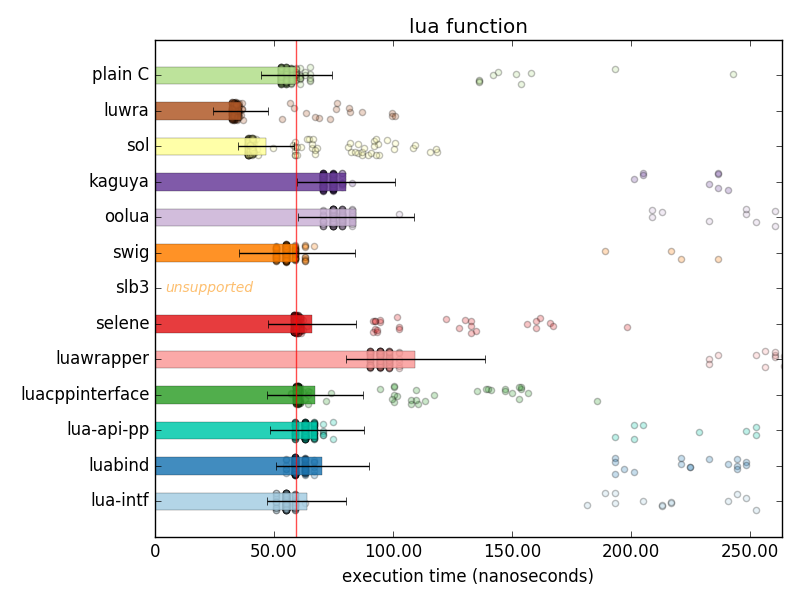 lua function
plain C
luwra
sol
kaguya
oolua
swig
slb3 unsupported
selene
luawrapper
luacppinterface
lua-api-pp
luabind
lua-intf
0 50.00 100.00 150.00 200.00 250.00
execution time (nanoseconds)